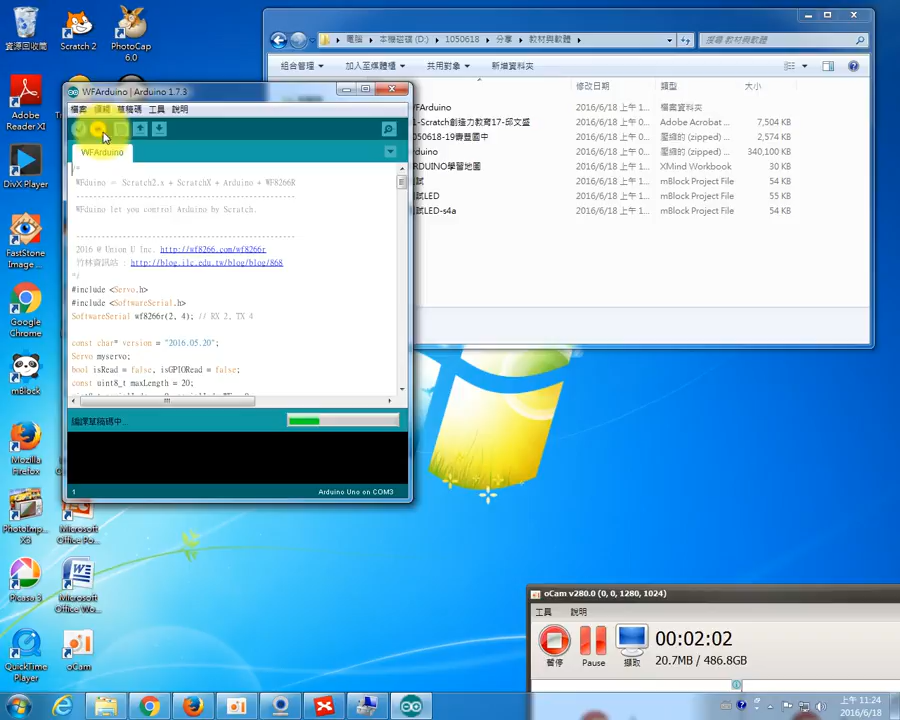 資源回收筒
Scratch 2
PhotoCap 6.0
Adobe Reader XI
DivX Player
FastStone Image ...
Google Chrome
mBlock
Mozilla Firefox
PhotoImp... X3
Microsoft Office ...
Picasa 3
Microsoft Office Wo...
QuickTime Player
oCam
電腦 本機磁碟 (D:) 1050618 分享 教材與軟體
搜尋 教材與軟體
組合管理 加入至媒體櫃 共用對象 新增資料夾
修改日期 類型 大小
WFArduino 2016/6/18 上午 1... 檔案資料夾
1-Scratch創造力教育17-邱文盛 2016/6/18 上午 1... Adobe Acrobat ... 7,504 KB
050618-19壽豐國中 2016/6/18 上午 1... 壓縮的 (zipped) ... 2,574 KB
rduino 2016/6/18 上午 1... 壓縮的 (zipped) ... 340,100 KB
RDUINO學習地圖 2016/6/18 上午 1... XMind Workbook 30 KB
試 2016/6/18 上午 1... mBlock Project File 54 KB
試LED 2016/6/18 上午 1... mBlock Project File 55 KB
試LED-s4a 2016/6/18 上午 1... mBlock Project File 54 KB
WFArduino | Arduino 1.7.3
檔案 編輯 草稿碼 工具 說明
WFArduino
/*
WFduino = Scratch2.x + ScratchX + Arduino + WF8266R
WFduino let you control Arduino by Scratch.
2016 @ Union U Inc. http://wf8266.com/wf8266r
竹林資訊站 : http://blog.ilc.edu.tw/blog/blog/868
*/
#include <Servo.h>
#include <SoftwareSerial.h>
SoftwareSerial wf8266r(2, 4); // RX 2, TX 4
const char* version = "2016.05.20";
Servo myservo;
bool isRead = false, isGPIORead = false;
const uint8_t maxLength = 20;
編譯草稿碼中...
1 Arduino Uno on COM3
oCam v280.0 (0, 0, 1280, 1024)
工具 說明
00:02:02
20.7MB / 486.8GB
暫停 Pause 擷取
上午 11:24
2016/6/18